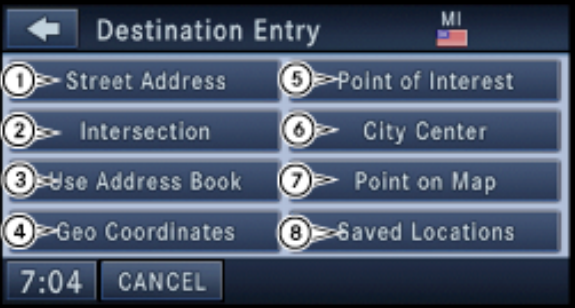 Destination Entry MI
1 Street Address
5 Point of Interest
2 Intersection
6 City Center
3 Use Address Book
7 Point on Map
4 Geo Coordinates
8 Saved Locations
7:04 CANCEL